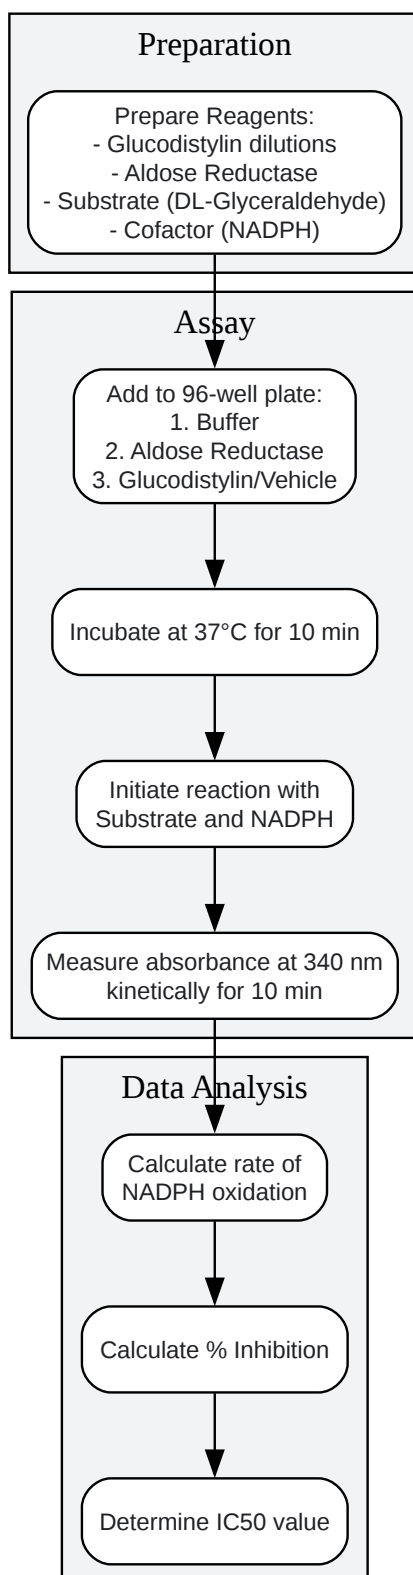 Preparation
Prepare Reagents:
- Glucodistylin dilutions
- Aldose Reductase
- Substrate (DL-Glyceraldehyde)
- Cofactor (NADPH)
Assay
Add to 96-well plate:
1. Buffer
2. Aldose Reductase
3. Glucodistylin/Vehicle
Incubate at 37°C for 10 min
Initiate reaction with
Substrate and NADPH
Measure absorbance at 340 nm
kinetically for 10 min
Data Analysis
Calculate rate of
NADPH oxidation
Calculate % Inhibition
Determine IC50 value